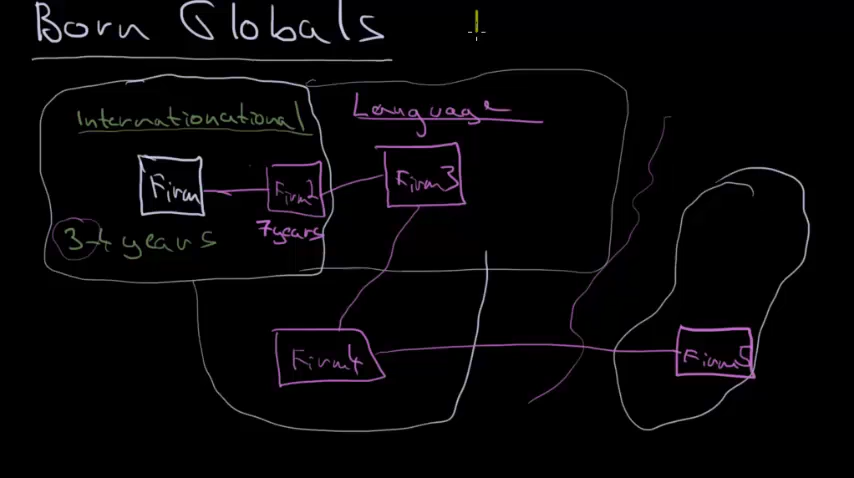 Born Globals
Internationational
Language
Firm
Firm2
Firm3
3-4 years
7years
Firm4
Firm5